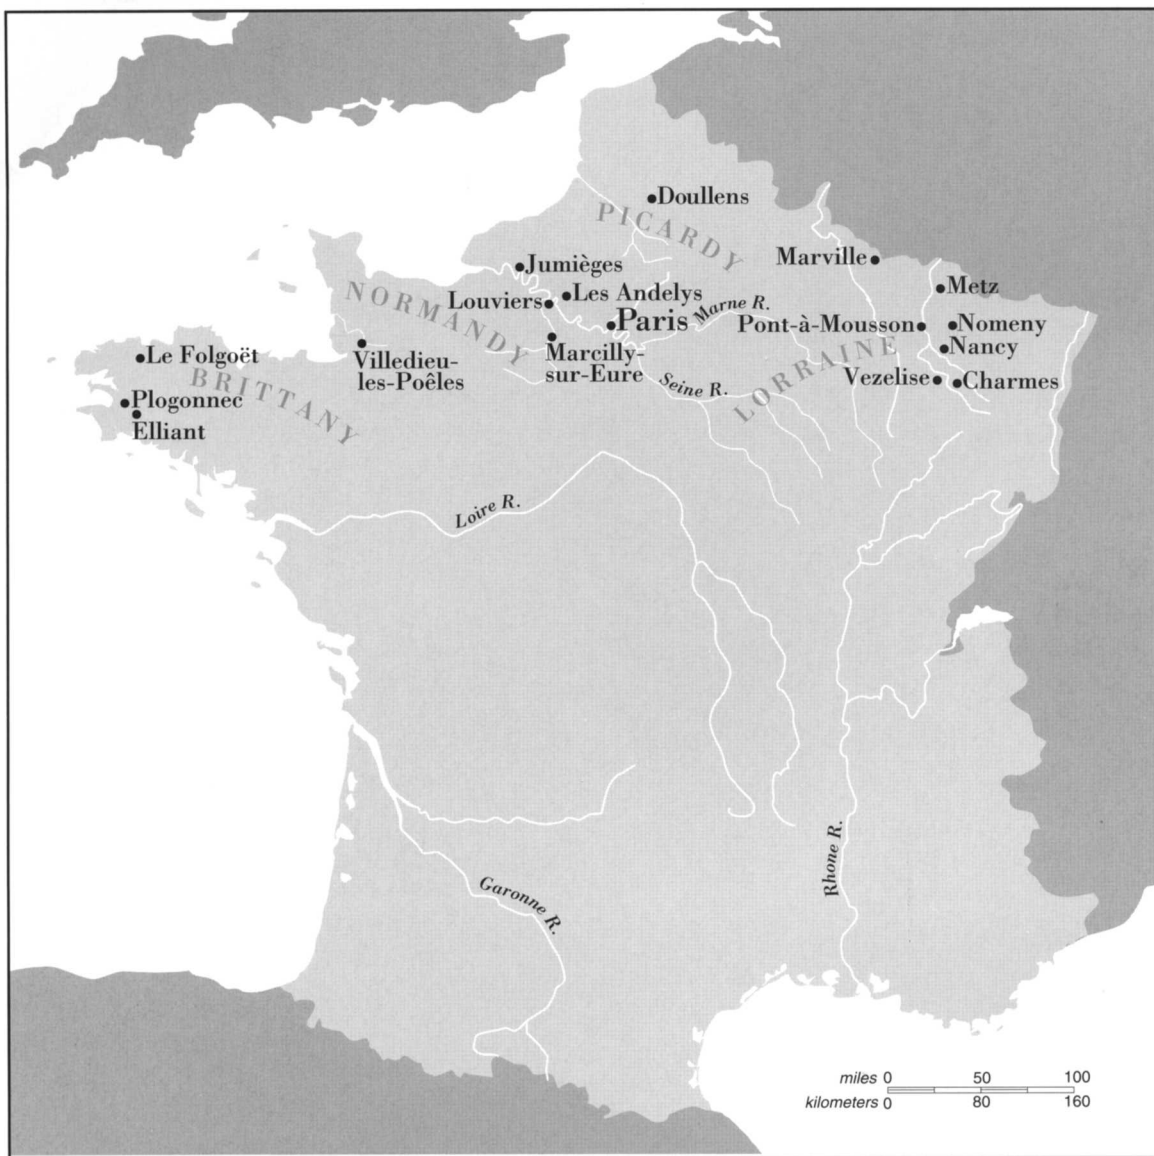 Doullens
PICARDY
Marville
Jumièges
Metz
Les Andelys
Louviers
NORMANDY
Marne R.
Paris
Pont-à-Mousson
Nomeny
Nancy
LORRAINE
Le Folgoët
Villedieu-
les-Poêles
Marcilly-
sur-Eure
Seine R.
Vezelise
Charmes
BRITTANY
Plogonnec
Elliant
Loire R.
Rhone R.
Garonne R.
miles 0 50 100
kilometers 0 80 160